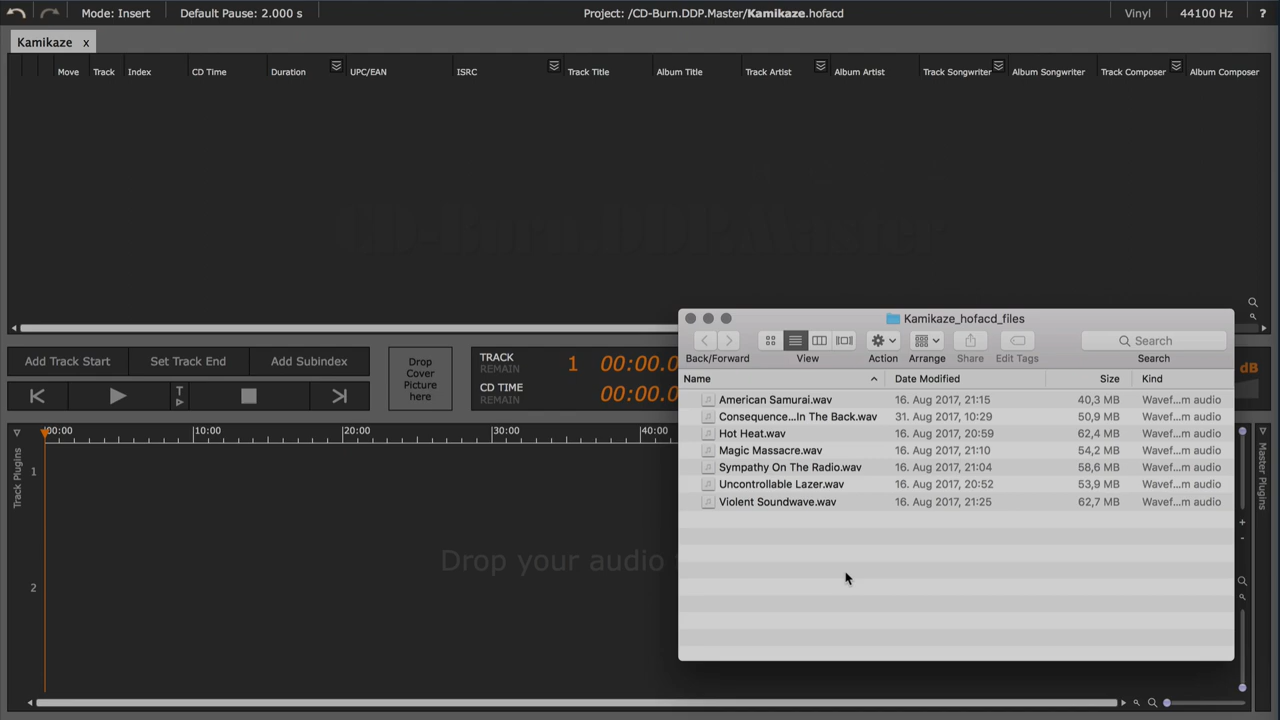 Mode: Insert Default Pause: 2.000 s Project: /CD-Burn.DDP.Master/Kamikaze.hofacd Vinyl 44100 Hz ?
Kamikaze x
Move Track Index CD Time Duration UPC/EAN ISRC Track Title Album Title Track Artist Album Artist Track Songwriter Album Songwriter Track Composer Album Composer
CD-Burn.DDP.Master
Add Track Start Set Track End Add Subindex
T
Drop
Cover
Picture
here
TRACK
REMAIN
1 00:00.0
CD TIME
REMAIN
00:00.0
dB
00:00 10:00 20:00 30:00 40:00
Track Plugins
1
2
Drop your audio
Master Plugins
+
-
Kamikaze_hofacd_files
Back/Forward View Action Arrange Share Edit Tags Search
Search
Name Date Modified Size Kind
American Samurai.wav 16. Aug 2017, 21:15 40,3 MB Wavef...m audio
Consequence...In The Back.wav 31. Aug 2017, 10:29 50,9 MB Wavef...m audio
Hot Heat.wav 16. Aug 2017, 20:59 62,4 MB Wavef...m audio
Magic Massacre.wav 16. Aug 2017, 21:10 54,2 MB Wavef...m audio
Sympathy On The Radio.wav 16. Aug 2017, 21:04 58,6 MB Wavef...m audio
Uncontrollable Lazer.wav 16. Aug 2017, 20:52 53,9 MB Wavef...m audio
Violent Soundwave.wav 16. Aug 2017, 21:25 62,7 MB Wavef...m audio